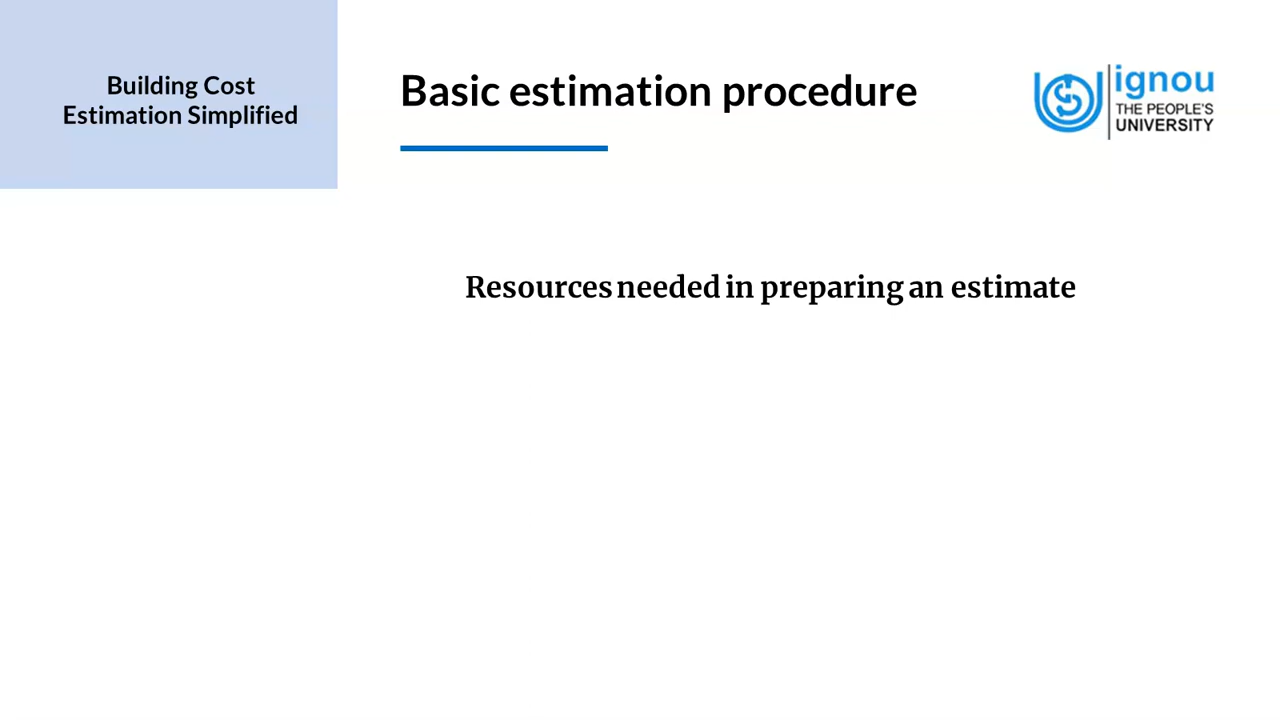 Building Cost
Estimation Simplified
Basic estimation procedure
ignou
THE PEOPLE'S
UNIVERSITY
Resources needed in preparing an estimate